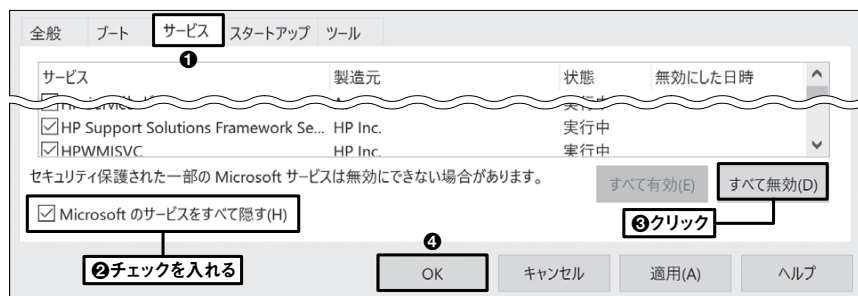 全般 ブート サービス スタートアップ ツール
❶
サービス 製造元 状態 無効にした日時
実行中
HP Support Solutions Framework Se... HP Inc. 実行中
HPWMISVC HP Inc. 実行中
セキュリティ保護された一部の Microsoft サービスは無効にできない場合があります。
すべて有効(E) すべて無効(D)
Microsoft のサービスをすべて隠す(H)
❸クリック
❹
❷チェックを入れる
OK キャンセル 適用(A) ヘルプ